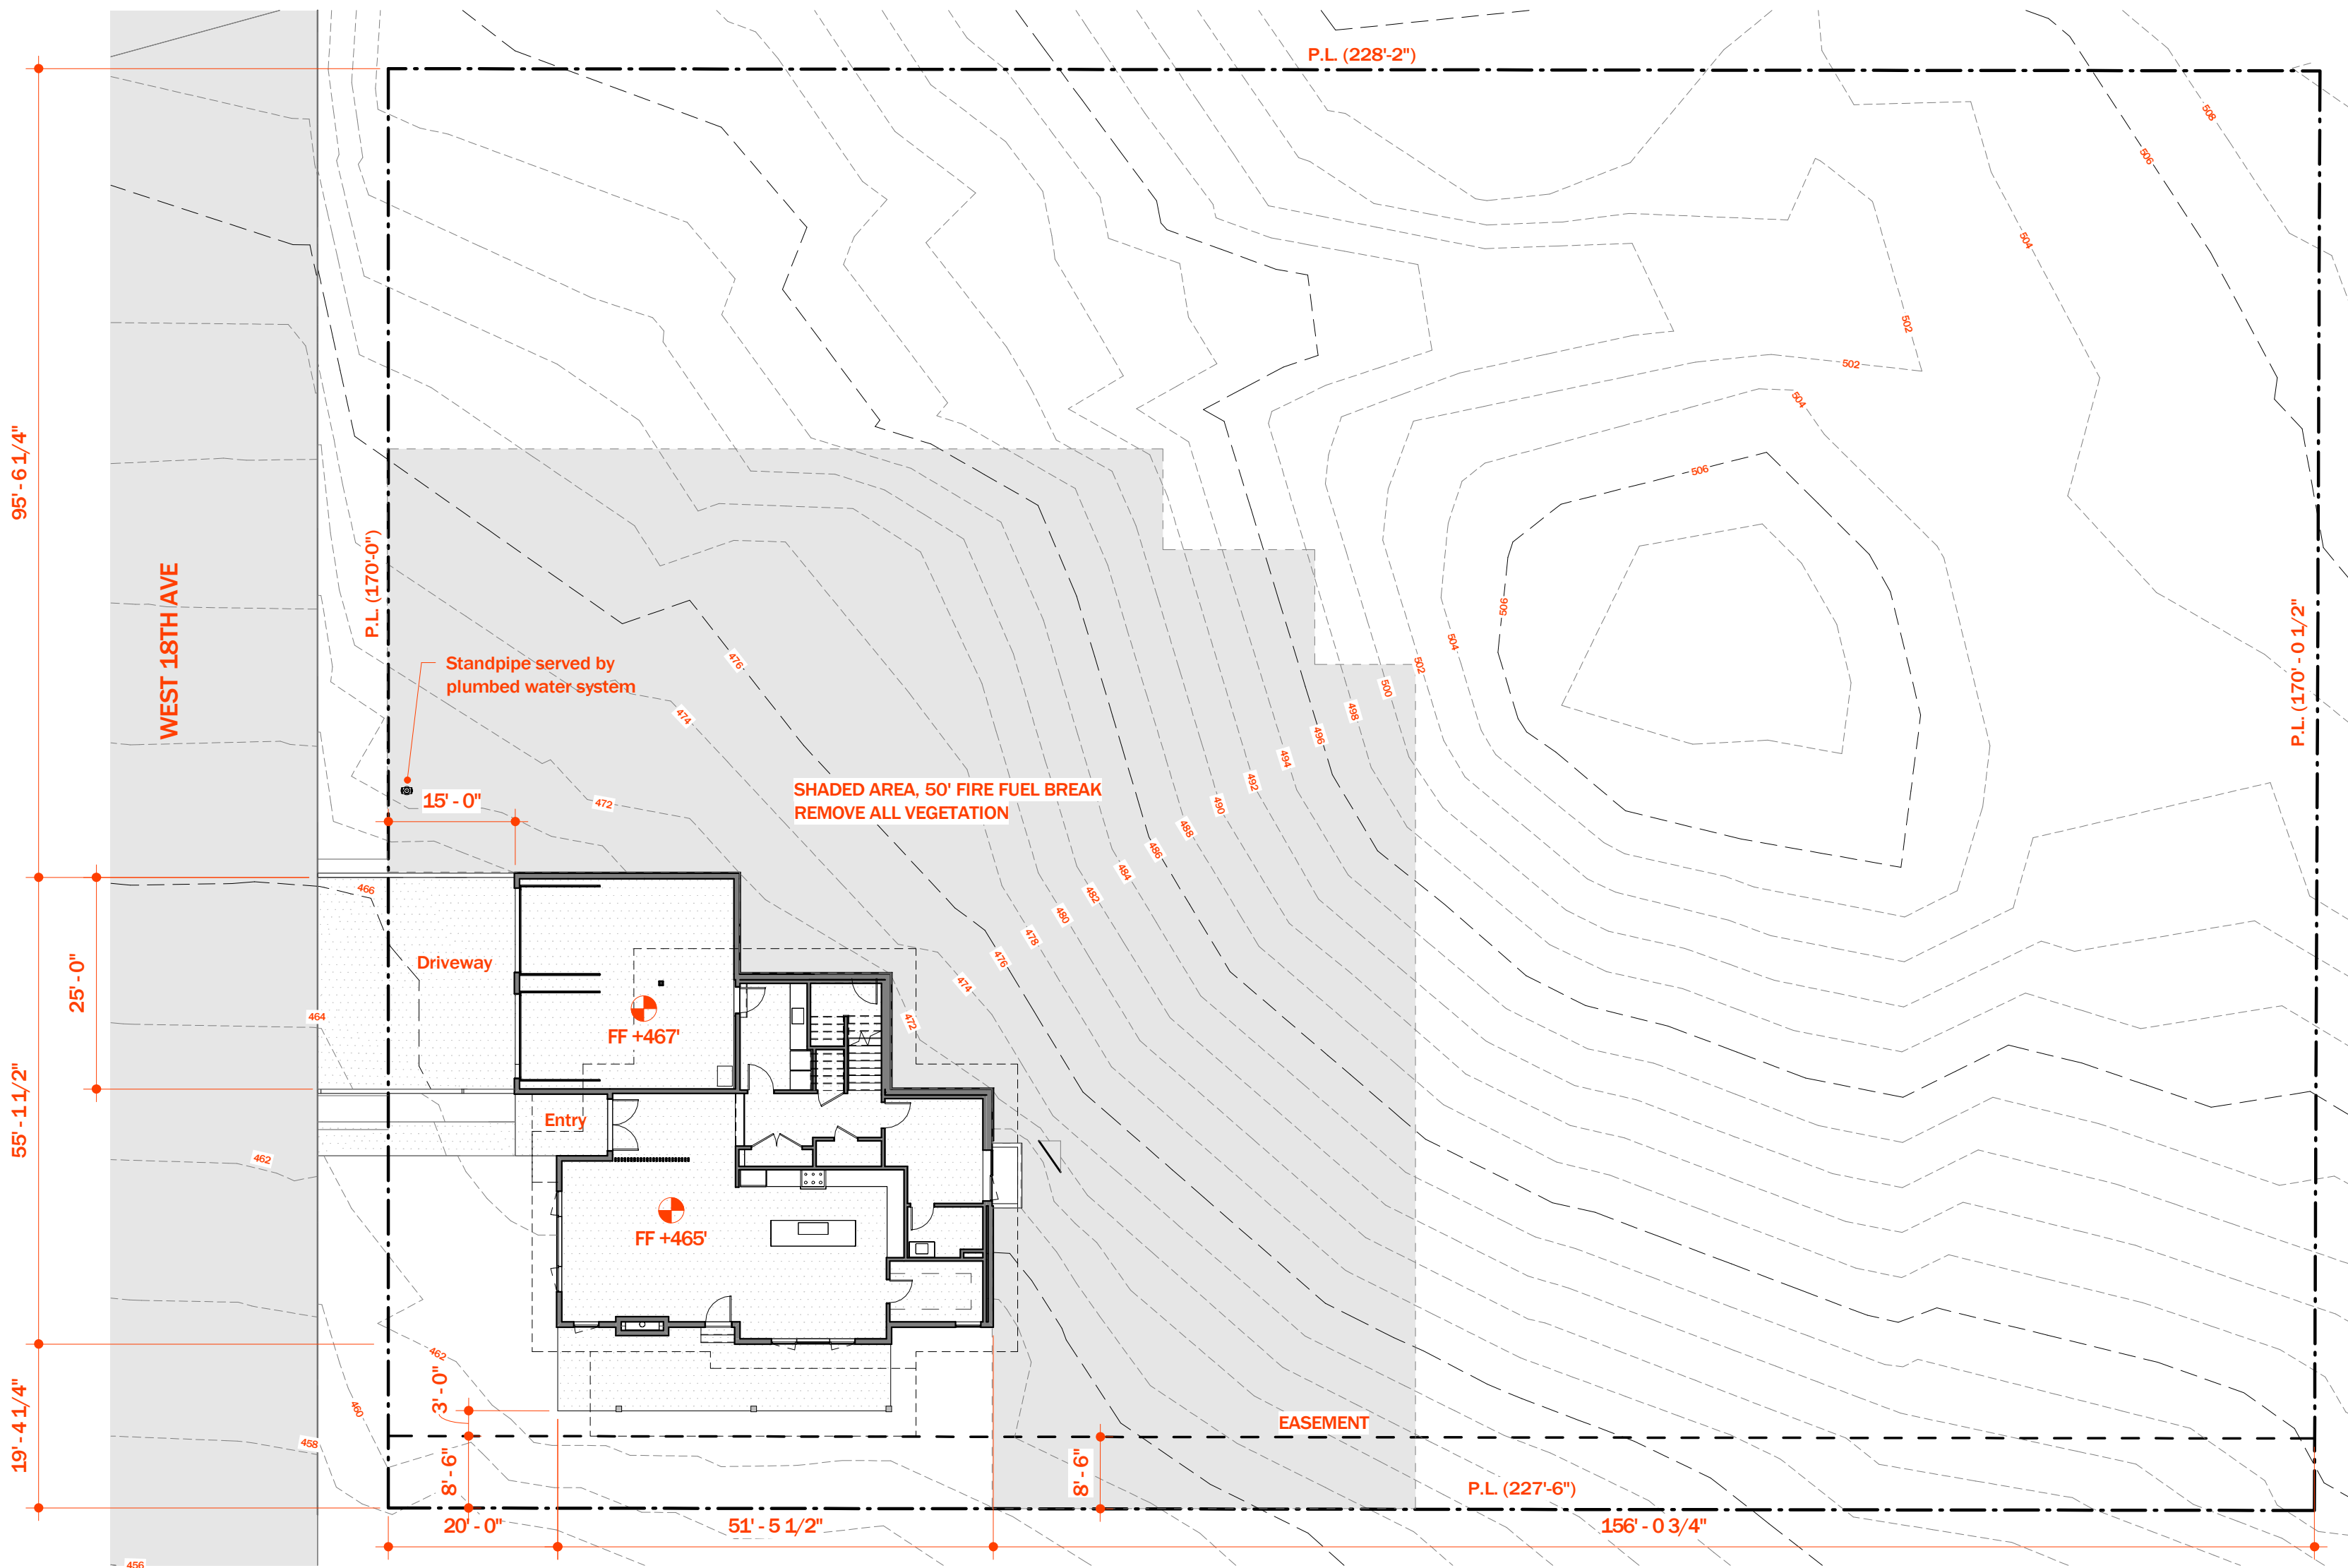 P.L. (228'-2")
508
506
504
502
502
504
506
95' - 6 1/4"
WEST 18TH AVE
P.L. (170'-0")
506
504
502
500
498
496
494
492
490
488
486
484
482
480
478
476
474
472
P.L. (170' - 0 1/2"
476
474
472
Standpipe served by
plumbed water system
15' - 0"
SHADED AREA, 50' FIRE FUEL BREAK
REMOVE ALL VEGETATION
466
Driveway
25' - 0"
464
FF +467'
55' - 1 1/2"
Entry
462
FF +465'
462
460
458
3' - 0"
19' - 4 1/4"
8' - 6"
8' - 6"
EASEMENT
P.L. (227'-6")
20' - 0"
51' - 5 1/2"
156' - 0 3/4"
456